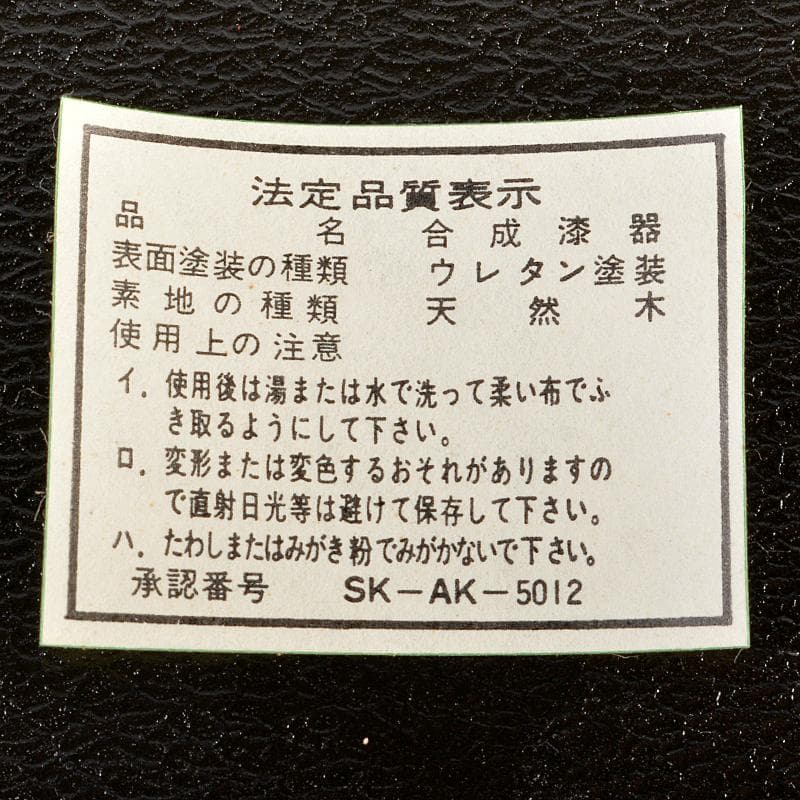 法定品質表示
品名 合成漆器
表面塗装の種類 ウレタン塗装
素地の種類 天然木
使用上の注意
イ. 使用後は湯または水で洗って柔い布でふ
き取るようにして下さい。
ロ. 変形または変色するおそれがありますの
で直射日光等は避けて保存して下さい。
ハ. たわしまたはみがき粉でみがかないで下さい。
承認番号 SK-AK-5012